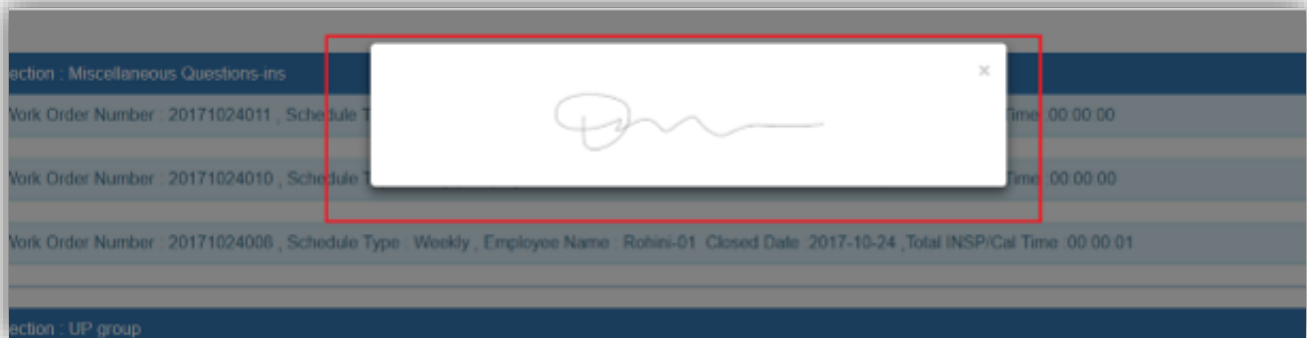 ection : Miscellaneous Questions-ins
×
Work Order Number : 20171024011 , Schedule T
Time :00:00:00
Work Order Number : 20171024010 , Schedule T
Time :00:00:00
Work Order Number : 20171024008 , Schedule Type : Weekly , Employee Name : Rohini-01 Closed Date :2017-10-24 ,Total INSP/Cal Time :00:00:01
ection : UP group